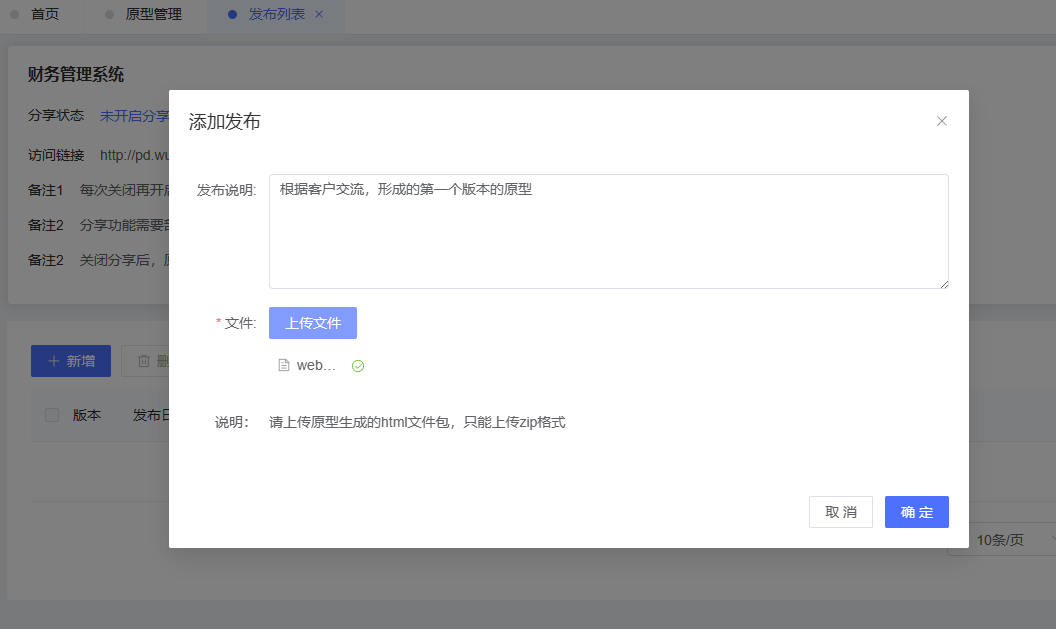 首页 原型管理 发布列表
财务管理系统
分享状态 未开启分享
访问链接 http://pd.wu
备注1 每次关闭再开启
备注2 分享功能需要
备注2 关闭分享后，
添加发布
发布说明: 根据客户交流，形成的第一个版本的原型
* 文件: 上传文件
web...
说明： 请上传原型生成的html文件包，只能上传zip格式
取 消 确 定
新增 删
版本 发布日
10条/页